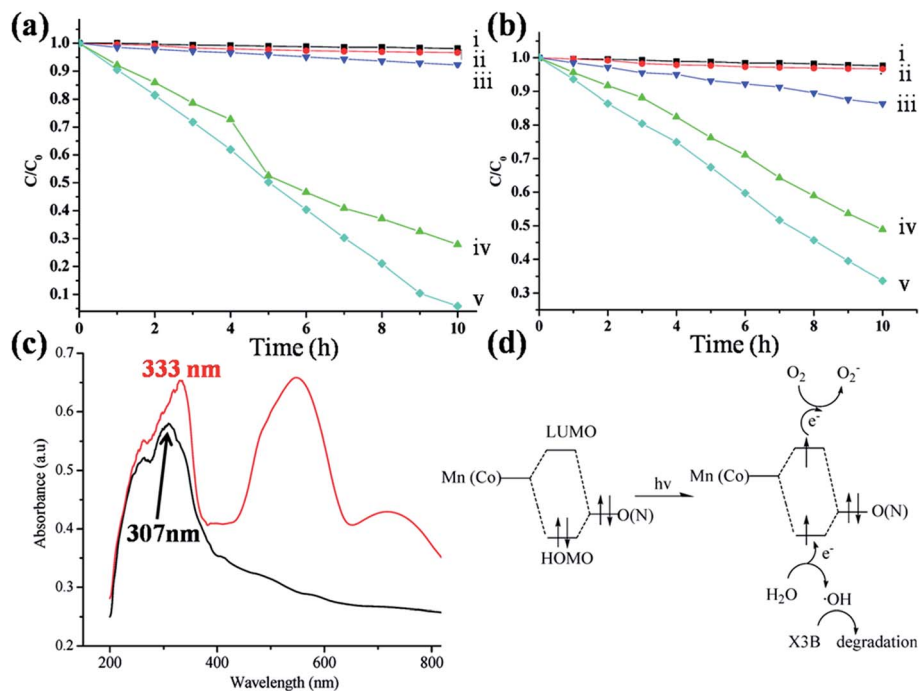 (a)
C/C0
1.0
0.9
0.8
0.7
0.6
0.5
0.4
0.3
0.2
0.1
0 2 4 6 8 10
Time (h)
i
ii
iii
iv
v
(b)
C/C0
1.0
0.9
0.8
0.7
0.6
0.5
0.4
0.3
0 2 4 6 8 10
Time (h)
i
ii
iii
iv
v
(c)
Absorbance (a.u)
0.7
0.6
0.5
0.4
0.3
0.2
200 400 600 800
Wavelength (nm)
333 nm
307nm
(d)
LUMO
Mn (Co)
O(N)
HOMO
hv
O2 O2-
e-
Mn (Co)
O(N)
e-
H2O
·OH
X3B degradation